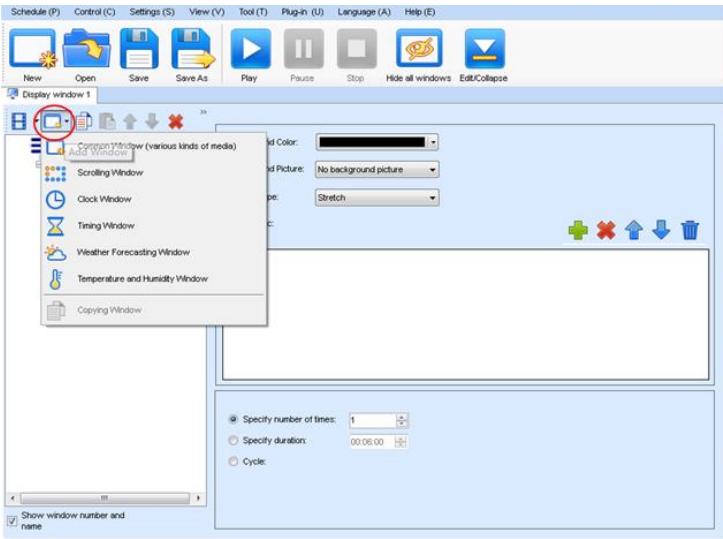 Schedule (P) Control (C) Settings (S) View (V) Tool (T) Plug-in (U) Language (A) Help (E)
New Open Save Save As Play Pause Stop Hide all windows Edit/Collapse
Display window 1
Common Window (various kinds of media)
Add Window
Scrolling Window
Clock Window
Timing Window
Weather Forecasting Window
Temperature and Humidity Window
Copying Window
Color:
Picture: No background picture
Stretch
Specify number of times: 1
Specify duration: 00:06:00
Cycle:
Show window number and
name